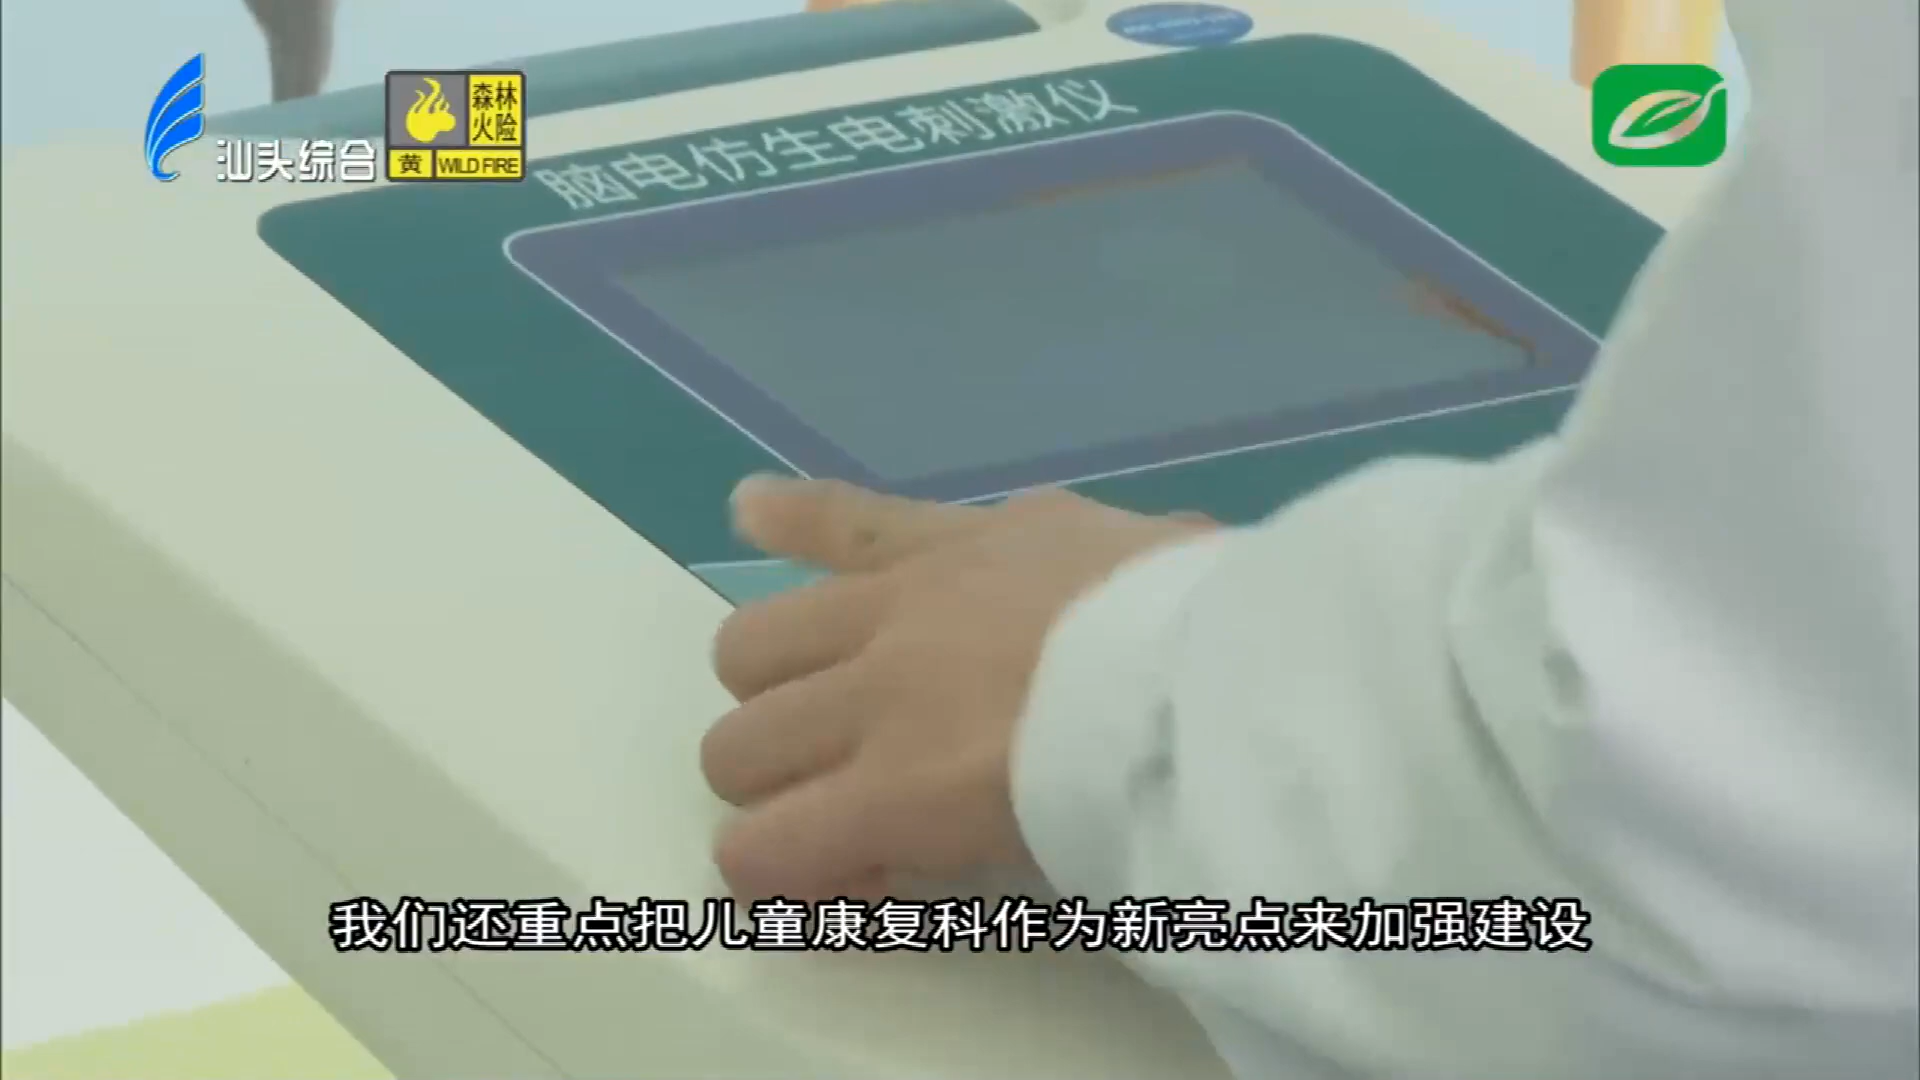 汕头综合
森林
火险
黄 WILD FIRE
脑电仿生电刺激仪
我们还重点把儿童康复科作为新亮点来加强建设